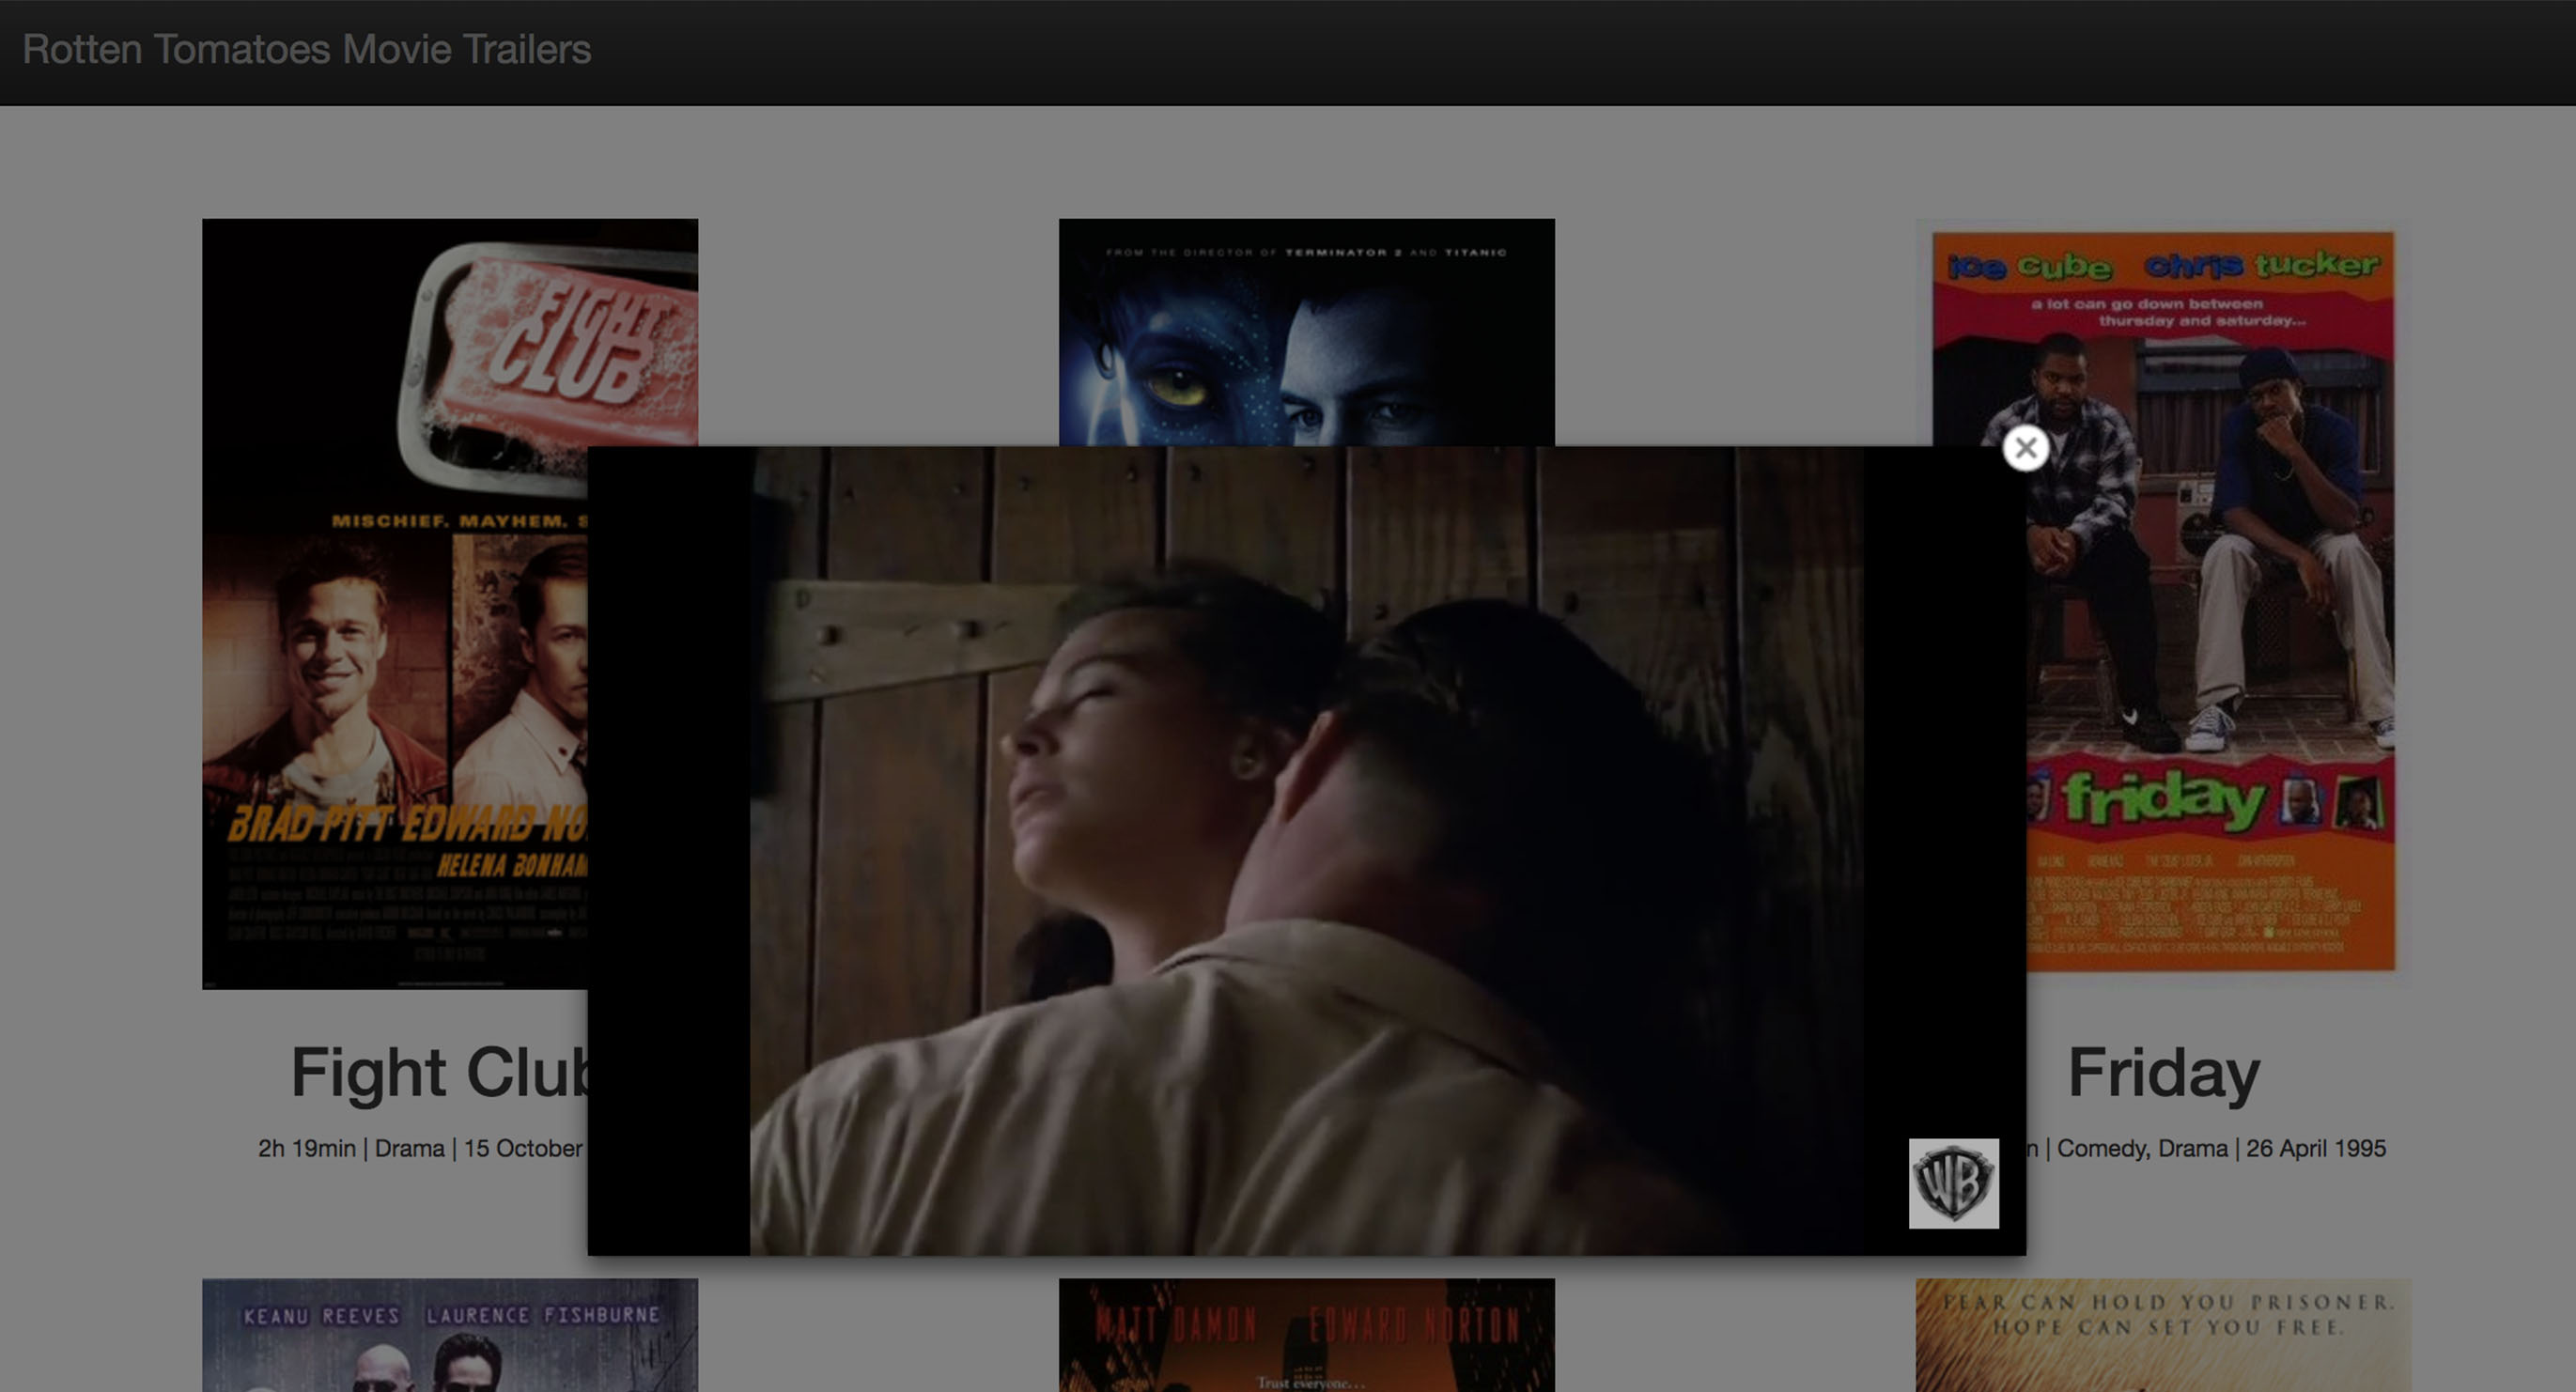 Rotten Tomatoes Movie Trailers
FIGHT
CLUB
MISCHIEF. MAYHEM. S
BRAD PITT EDWARD NO
HELENA BONHAM
FROM THE DIRECTOR OF TERMINATOR 2 AND TITANIC
ice cube chris tucker
a lot can go down between
thursday and saturday...
friday
WB
Fight Club
2h 19min | Drama | 15 October
Friday
n | Comedy, Drama | 26 April 1995
KEANU REEVES LAURENCE FISHBURNE
MATT DAMON EDWARD NORTON
Trust everyone...
FEAR CAN HOLD YOU PRISONER.
HOPE CAN SET YOU FREE.